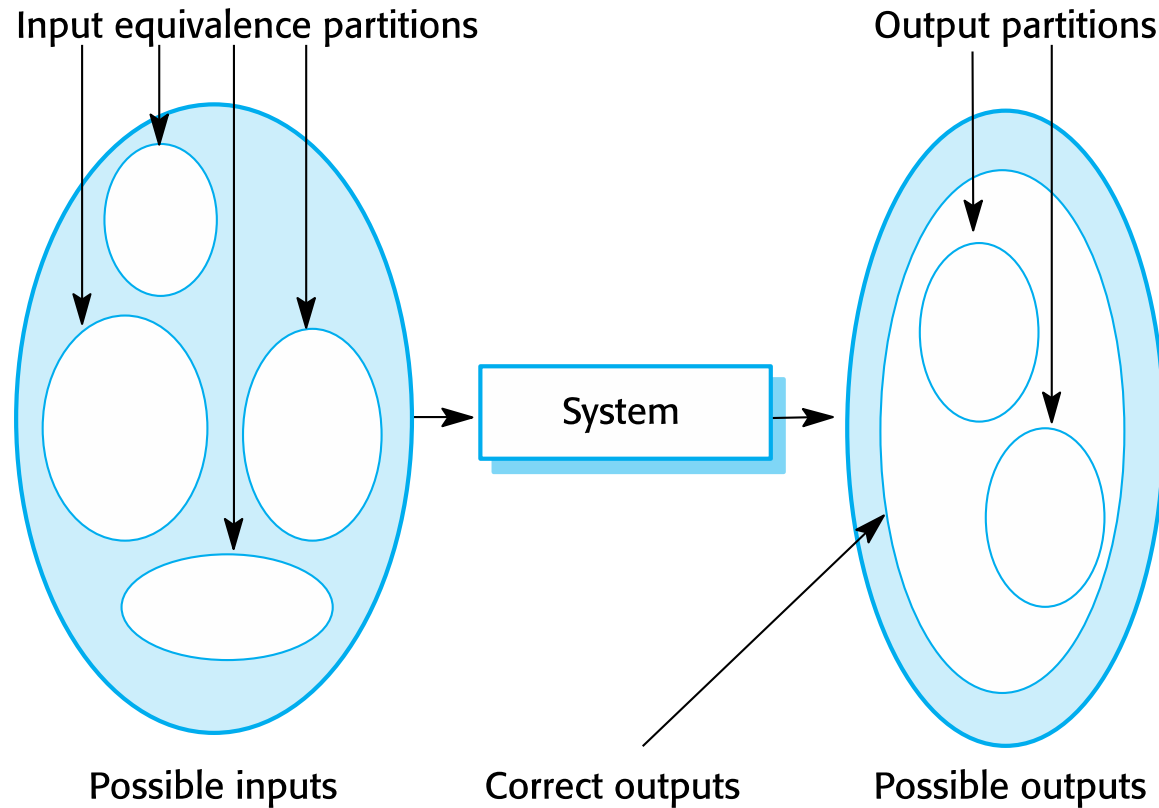 Input equivalence partitions
Output partitions
System
Possible inputs
Correct outputs
Possible outputs